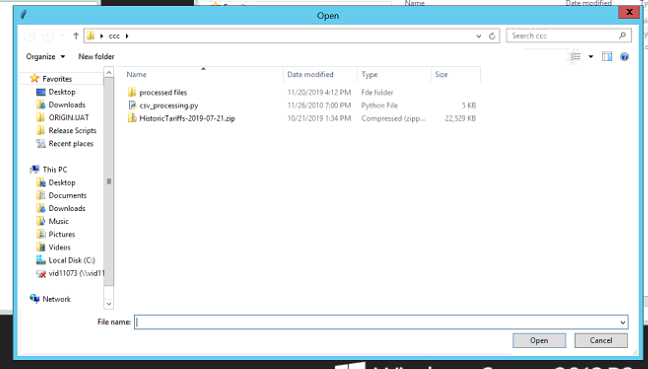 Name
Date modified
Open
X
ccc
Search ccc
Organize
New folder
Name
Date modified
Type
Size
Favorites
Desktop
Downloads
ORIGIN.UAT
Release Scripts
Recent places
This PC
Desktop
Documents
Downloads
Music
Pictures
Videos
Local Disk (C:)
vid11073 (\\vid11
Network
processed files 11/20/2019 4:12 PM File folder
csv_processing.py 11/26/2010 7:00 PM Python File 5 KB
HistoricTariffs-2019-07-21.zip 10/21/2019 1:34 PM Compressed (zipp... 22,529 KB
File name:
Open
Cancel